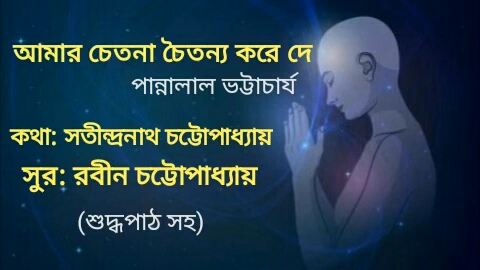 আমার চেতনা চৈতন্য করে দে
পান্নালাল ভট্টাচার্য
কথা: সতীন্দ্রনাথ চট্টোপাধ্যায়
সুর: রবীন চট্টোপাধ্যায়
(শুদ্ধপাঠ সহ)